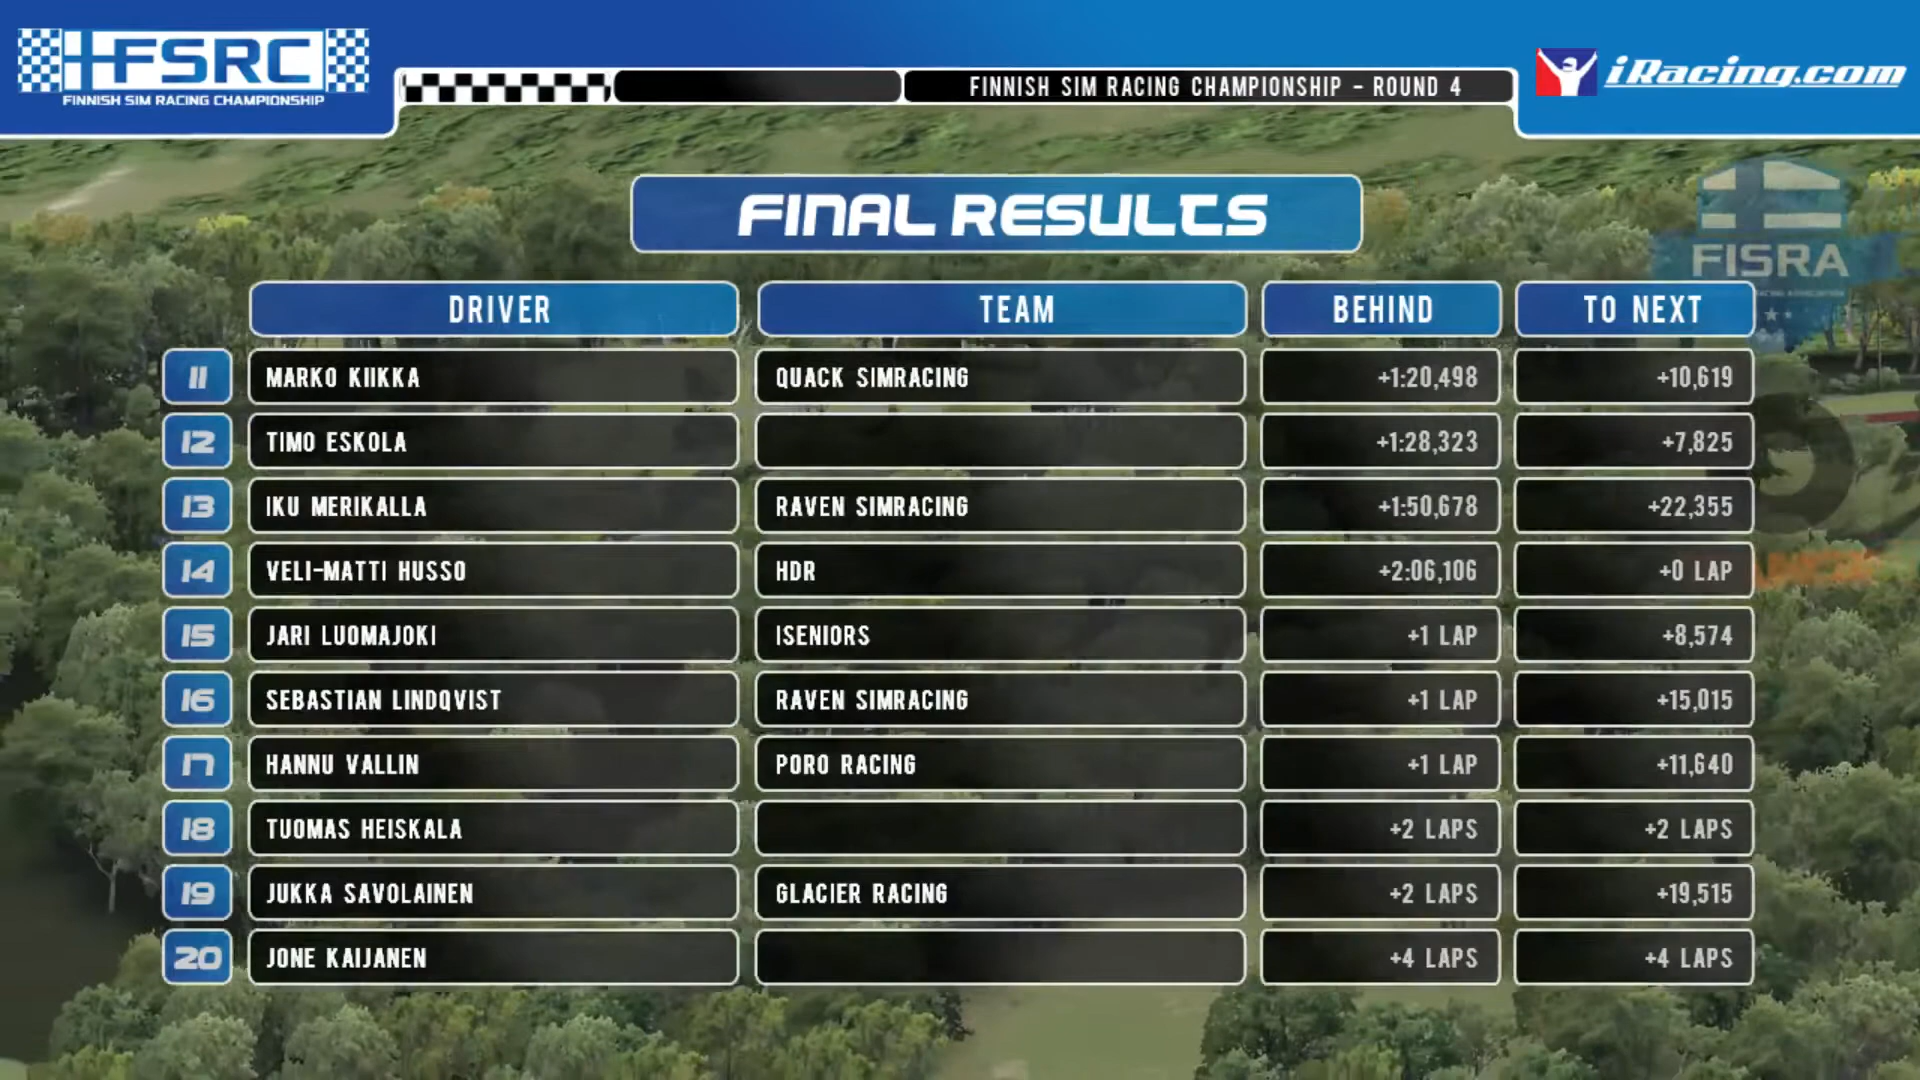 FSRC
FINNISH SIM RACING CHAMPIONSHIP
FINNISH SIM RACING CHAMPIONSHIP - ROUND 4
iRacing.com
FINAL RESULTS
FISRA
DRIVER TEAM BEHIND TO NEXT
11 MARKO KIIKKA QUACK SIMRACING +1:20,498 +10,619
12 TIMO ESKOLA +1:28,323 +7,825
13 IKU MERIKALLA RAVEN SIMRACING +1:50,678 +22,355
14 VELI-MATTI HUSSO HDR +2:06,106 +0 LAP
15 JARI LUOMAJOKI ISENIORS +1 LAP +8,574
16 SEBASTIAN LINDQVIST RAVEN SIMRACING +1 LAP +15,015
17 HANNU VALLIN PORO RACING +1 LAP +11,640
18 TUOMAS HEISKALA +2 LAPS +2 LAPS
19 JUKKA SAVOLAINEN GLACIER RACING +2 LAPS +19,515
20 JONE KAIJANEN +4 LAPS +4 LAPS